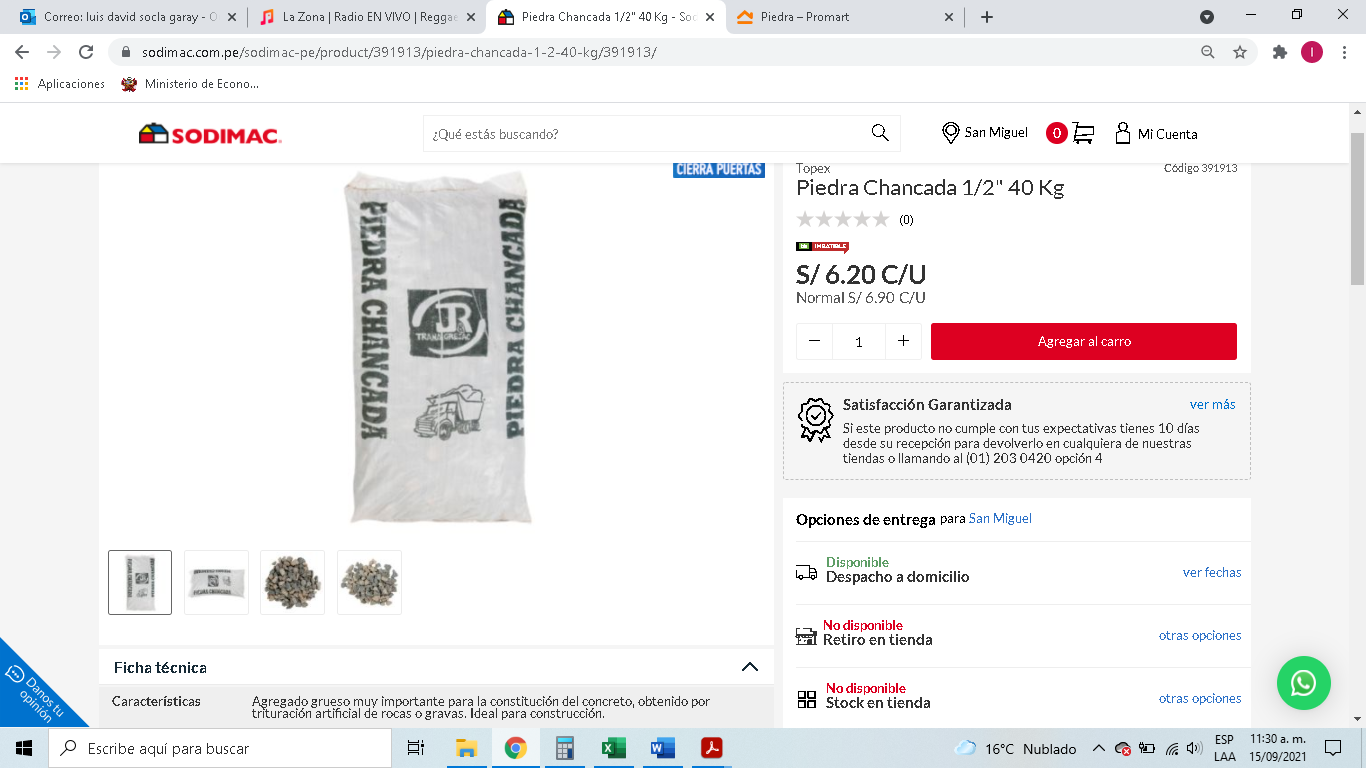 Correo: luis david socla garay - O
La Zona | Radio EN VIVO | Reggae
Piedra Chancada 1/2" 40 Kg - Soc
Piedra – Promart
sodimac.com.pe/sodimac-pe/product/391913/piedra-chancada-1-2-40-kg/391913/
I
Aplicaciones
Ministerio de Econo...
SODIMAC
¿Qué estás buscando?
San Miguel
0
Mi Cuenta
CIERRA PUERTAS
PIEDRA CHANCADA
PIEDRA CHANCADA
Topex
Código 391913
Piedra Chancada 1/2" 40 Kg
(0)
IMBATIBLE
S/ 6.20 C/U
Normal S/ 6.90 C/U
1
Agregar al carro
Satisfacción Garantizada
ver más
Si este producto no cumple con tus expectativas tienes 10 días
desde su recepción para devolverlo en cualquiera de nuestras
tiendas o llamando al (01) 203 0420 opción 4
Opciones de entrega para San Miguel
Disponible
Despacho a domicilio
ver fechas
No disponible
Retiro en tienda
otras opciones
No disponible
Stock en tienda
otras opciones
Ficha técnica
Características
Agregado grueso muy importante para la constitución del concreto, obtenido por
trituración artificial de rocas o gravas. Ideal para construcción.
Danos tu
opinión
Escribe aquí para buscar
16°C Nublado
ESP
LAA
11:30 a. m.
15/09/2021